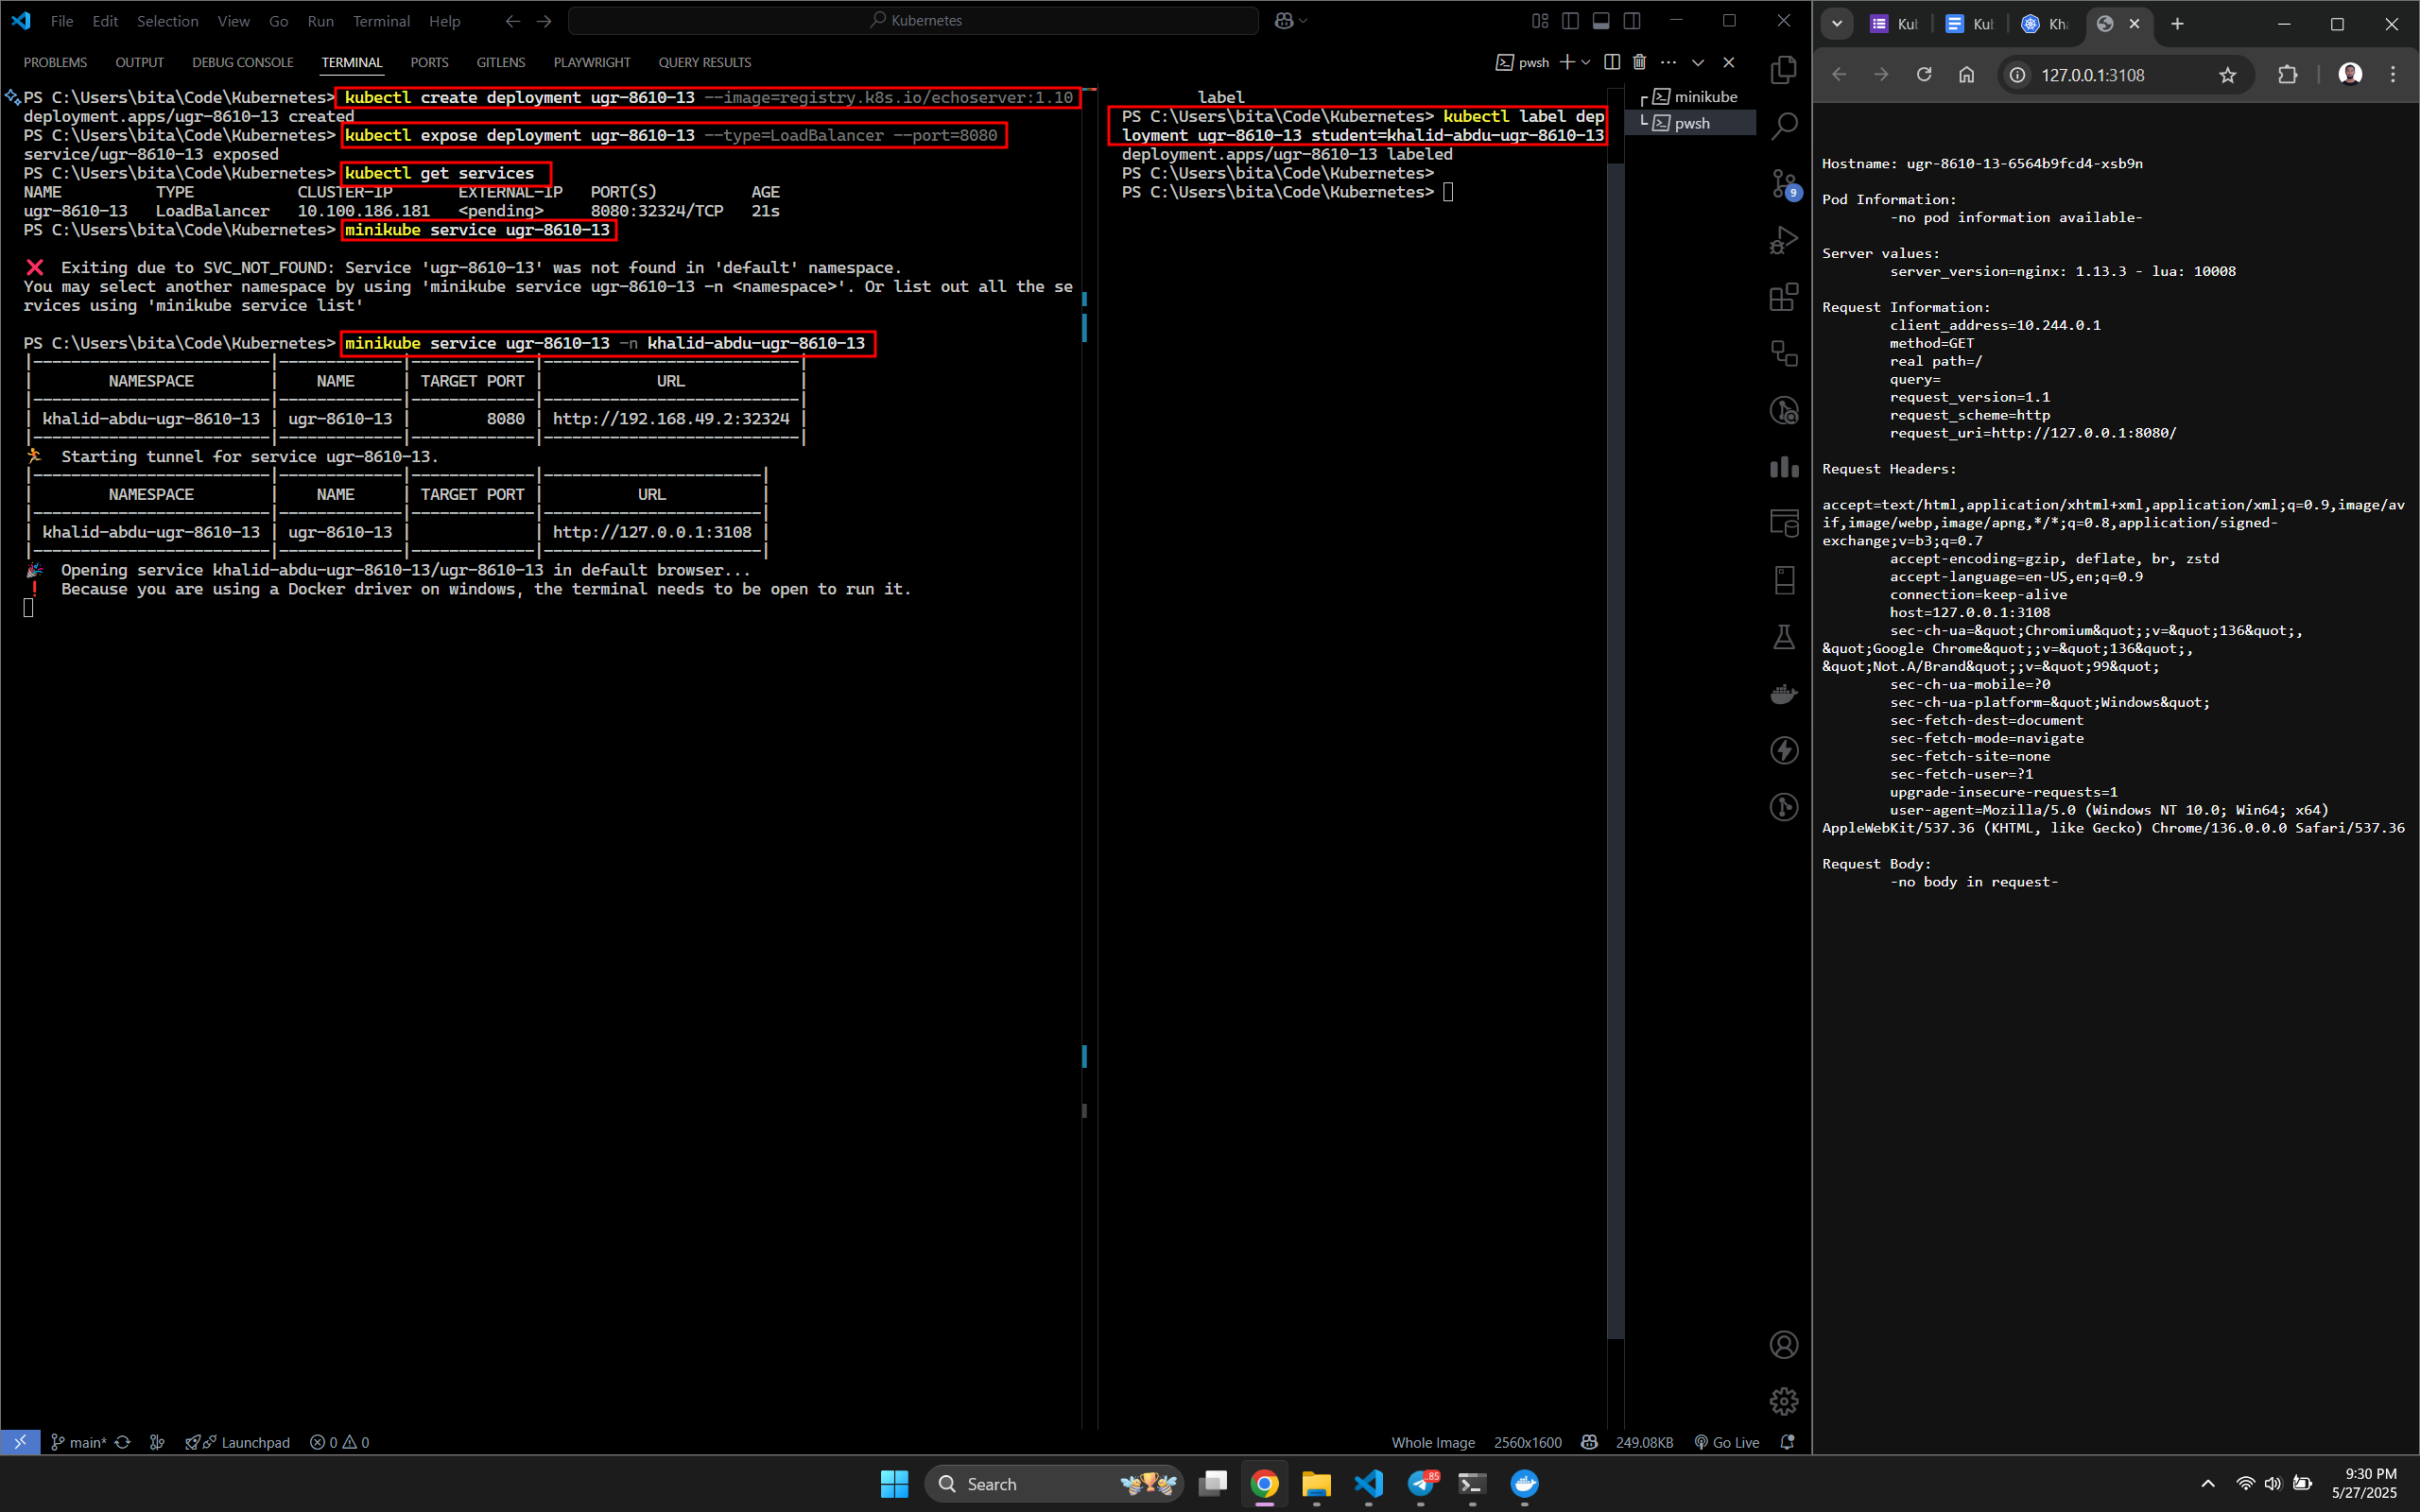 File Edit Selection View Go Run Terminal Help
Kubernetes
PROBLEMS OUTPUT DEBUG CONSOLE TERMINAL PORTS GITLENS PLAYWRIGHT QUERY RESULTS
pwsh
PS C:\Users\bita\Code\Kubernetes> kubectl create deployment ugr-8610-13 --image=registry.k8s.io/echoserver:1.10
deployment.apps/ugr-8610-13 created
PS C:\Users\bita\Code\Kubernetes> kubectl expose deployment ugr-8610-13 --type=LoadBalancer --port=8080
service/ugr-8610-13 exposed
PS C:\Users\bita\Code\Kubernetes> kubectl get services
NAME TYPE CLUSTER-IP EXTERNAL-IP PORT(S) AGE
ugr-8610-13 LoadBalancer 10.100.186.181 <pending> 8080:32324/TCP 21s
PS C:\Users\bita\Code\Kubernetes> minikube service ugr-8610-13
❌ Exiting due to SVC_NOT_FOUND: Service 'ugr-8610-13' was not found in 'default' namespace.
You may select another namespace by using 'minikube service ugr-8610-13 -n <namespace>'. Or list out all the se
rvices using 'minikube service list'
PS C:\Users\bita\Code\Kubernetes> minikube service ugr-8610-13 -n khalid-abdu-ugr-8610-13
|-------------------------|-------------|-------------|---------------------------|
| NAMESPACE | NAME | TARGET PORT | URL |
|-------------------------|-------------|-------------|---------------------------|
| khalid-abdu-ugr-8610-13 | ugr-8610-13 | 8080 | http://192.168.49.2:32324 |
|-------------------------|-------------|-------------|---------------------------|
🏃 Starting tunnel for service ugr-8610-13.
|-------------------------|-------------|-------------|-----------------------|
| NAMESPACE | NAME | TARGET PORT | URL |
|-------------------------|-------------|-------------|-----------------------|
| khalid-abdu-ugr-8610-13 | ugr-8610-13 | | http://127.0.0.1:3108 |
|-------------------------|-------------|-------------|-----------------------|
🎉 Opening service khalid-abdu-ugr-8610-13/ugr-8610-13 in default browser...
❗ Because you are using a Docker driver on windows, the terminal needs to be open to run it.
label
PS C:\Users\bita\Code\Kubernetes> kubectl label dep
loyment ugr-8610-13 student=khalid-abdu-ugr-8610-13
deployment.apps/ugr-8610-13 labeled
PS C:\Users\bita\Code\Kubernetes>
PS C:\Users\bita\Code\Kubernetes>
minikube
pwsh
9
main* Launchpad 0 0
Whole Image 2560x1600 249.08KB Go Live
Kub Kub Kha
127.0.0.1:3108
Hostname: ugr-8610-13-6564b9fcd4-xsb9n
Pod Information:
-no pod information available-
Server values:
server_version=nginx: 1.13.3 - lua: 10008
Request Information:
client_address=10.244.0.1
method=GET
real path=/
query=
request_version=1.1
request_scheme=http
request_uri=http://127.0.0.1:8080/
Request Headers:
accept=text/html,application/xhtml+xml,application/xml;q=0.9,image/av
if,image/webp,image/apng,*/*;q=0.8,application/signed-
exchange;v=b3;q=0.7
accept-encoding=gzip, deflate, br, zstd
accept-language=en-US,en;q=0.9
connection=keep-alive
host=127.0.0.1:3108
sec-ch-ua=&quot;Chromium&quot;;v=&quot;136&quot;,
&quot;Google Chrome&quot;;v=&quot;136&quot;,
&quot;Not.A/Brand&quot;;v=&quot;99&quot;
sec-ch-ua-mobile=?0
sec-ch-ua-platform=&quot;Windows&quot;
sec-fetch-dest=document
sec-fetch-mode=navigate
sec-fetch-site=none
sec-fetch-user=?1
upgrade-insecure-requests=1
user-agent=Mozilla/5.0 (Windows NT 10.0; Win64; x64)
AppleWebKit/537.36 (KHTML, like Gecko) Chrome/136.0.0.0 Safari/537.36
Request Body:
-no body in request-
Search
..85
9:30 PM
5/27/2025